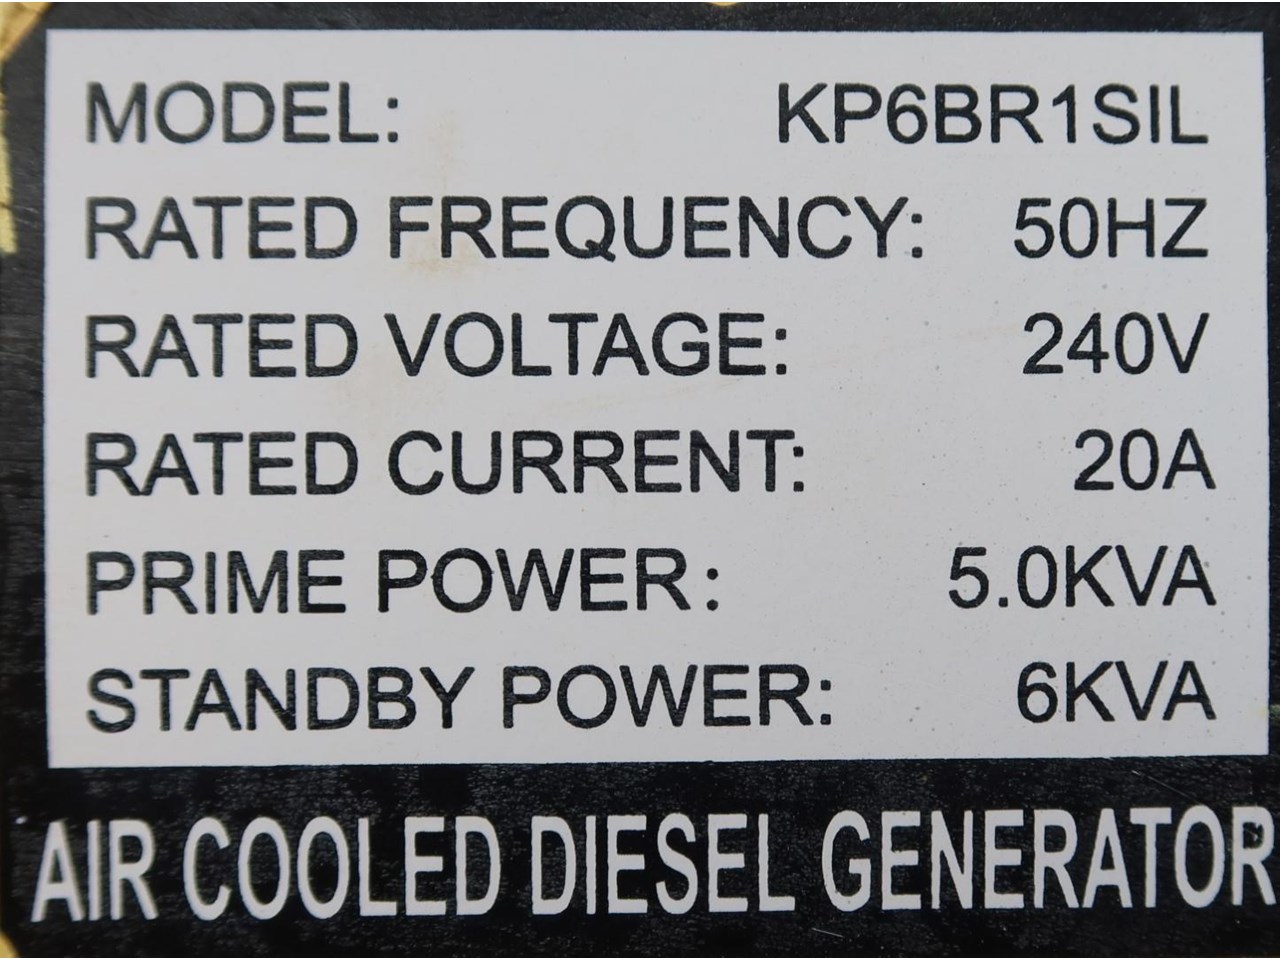 MODEL: KP6BR1SIL
RATED FREQUENCY: 50HZ
RATED VOLTAGE: 240V
RATED CURRENT: 20A
PRIME POWER: 5.0KVA
STANDBY POWER: 6KVA
AIR COOLED DIESEL GENERATOR